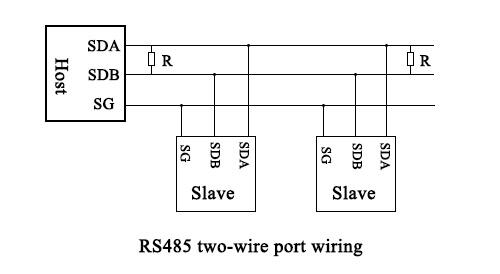 SDA
R
R
SDB
Host
SG
SG
SDB
SDA
Slave
SG
SDB
SDA
Slave
RS485 two-wire port wiring